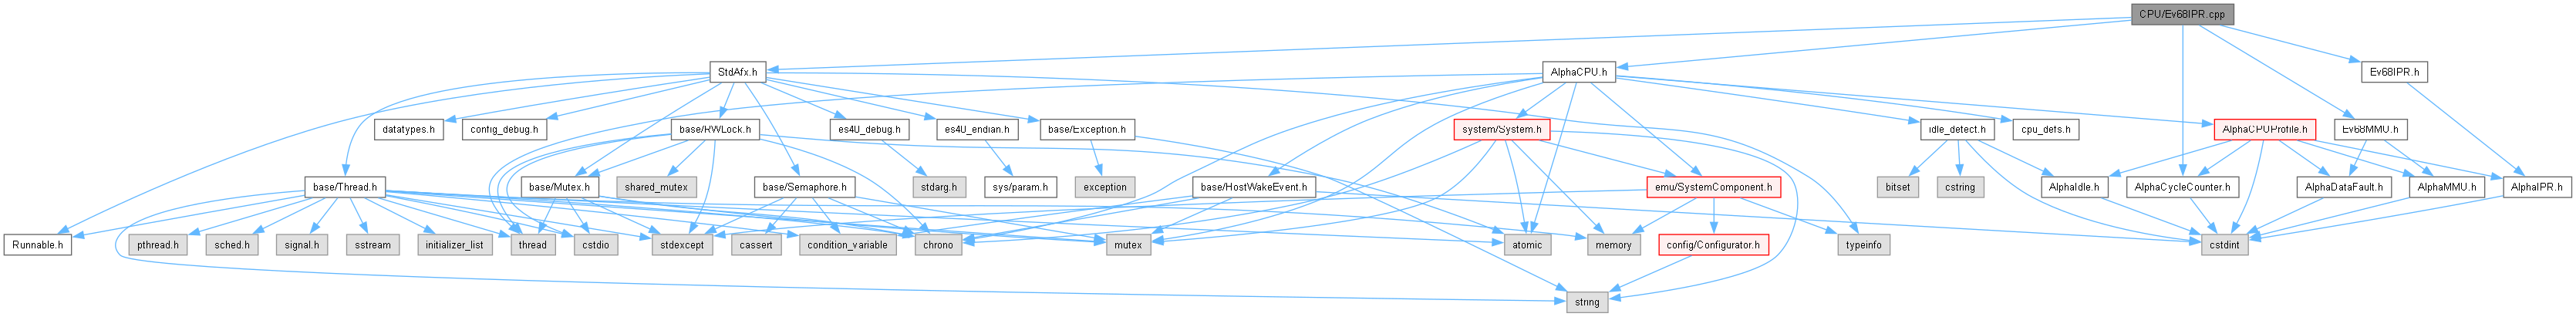 CPU/Ev68IPR.cpp
StdAfx.h
AlphaCPU.h
Ev68IPR.h
datatypes.h
config_debug.h
base/RWLock.h
es4U_debug.h
es4U_endian.h
base/Exception.h
system/System.h
idle_detect.h
cpu_defs.h
AlphaCPUProfile.h
Ev68MMU.h
base/Thread.h
shared_mutex
base/Mutex.h
base/Semaphore.h
stdarg.h
sys/param.h
exception
base/HostWakeEvent.h
emu/SystemComponent.h
bitset
cstring
AlphaIdle.h
AlphaCycleCounter.h
AlphaDataFault.h
AlphaMMU.h
AlphaIPR.h
Runnable.h
pthread.h
sched.h
signal.h
sstream
initializer_list
thread
cstdio
stdexcept
cassert
condition_variable
chrono
mutex
atomic
memory
config/Configurator.h
typeinfo
cstdint
string